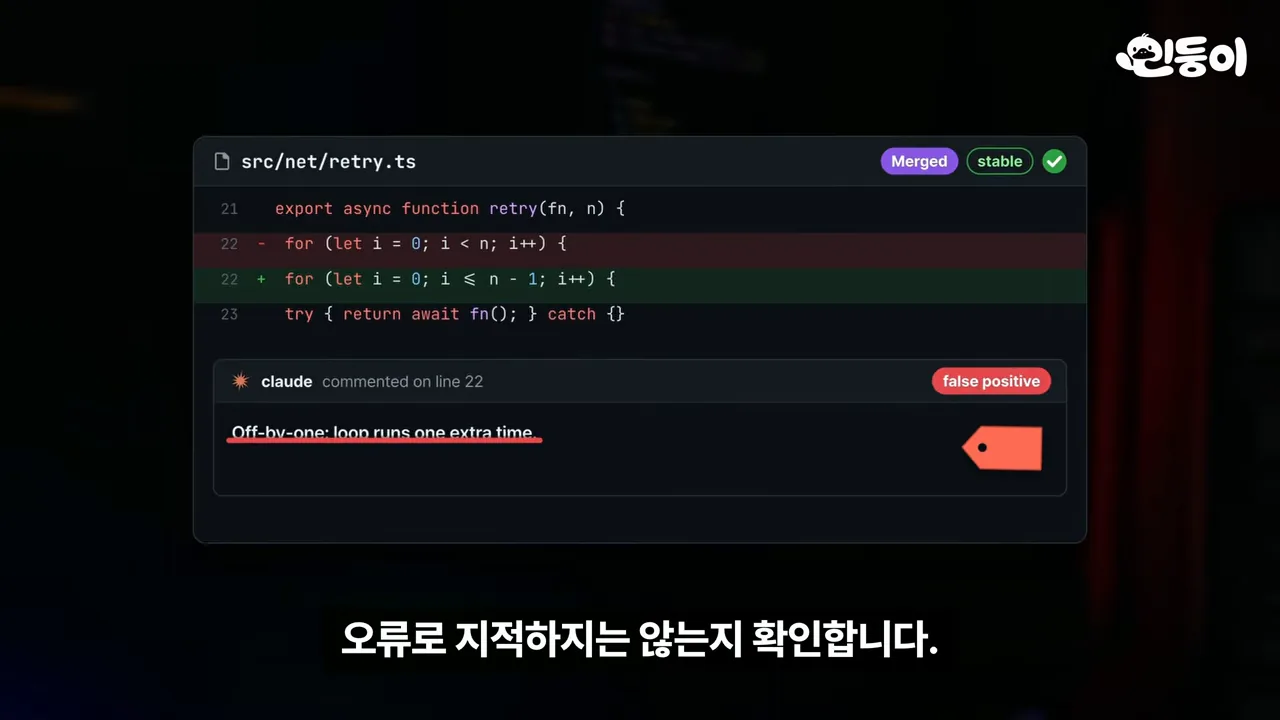 인둥이
src/net/retry.ts Merged stable
21 export async function retry(fn, n) {
22 - for (let i = 0; i < n; i++) {
22 + for (let i = 0; i ≤ n - 1; i++) {
23 try { return await fn(); } catch {}
claude commented on line 22 false positive
Off-by-one: loop runs one extra time.
오류로 지적하지는 않는지 확인합니다.